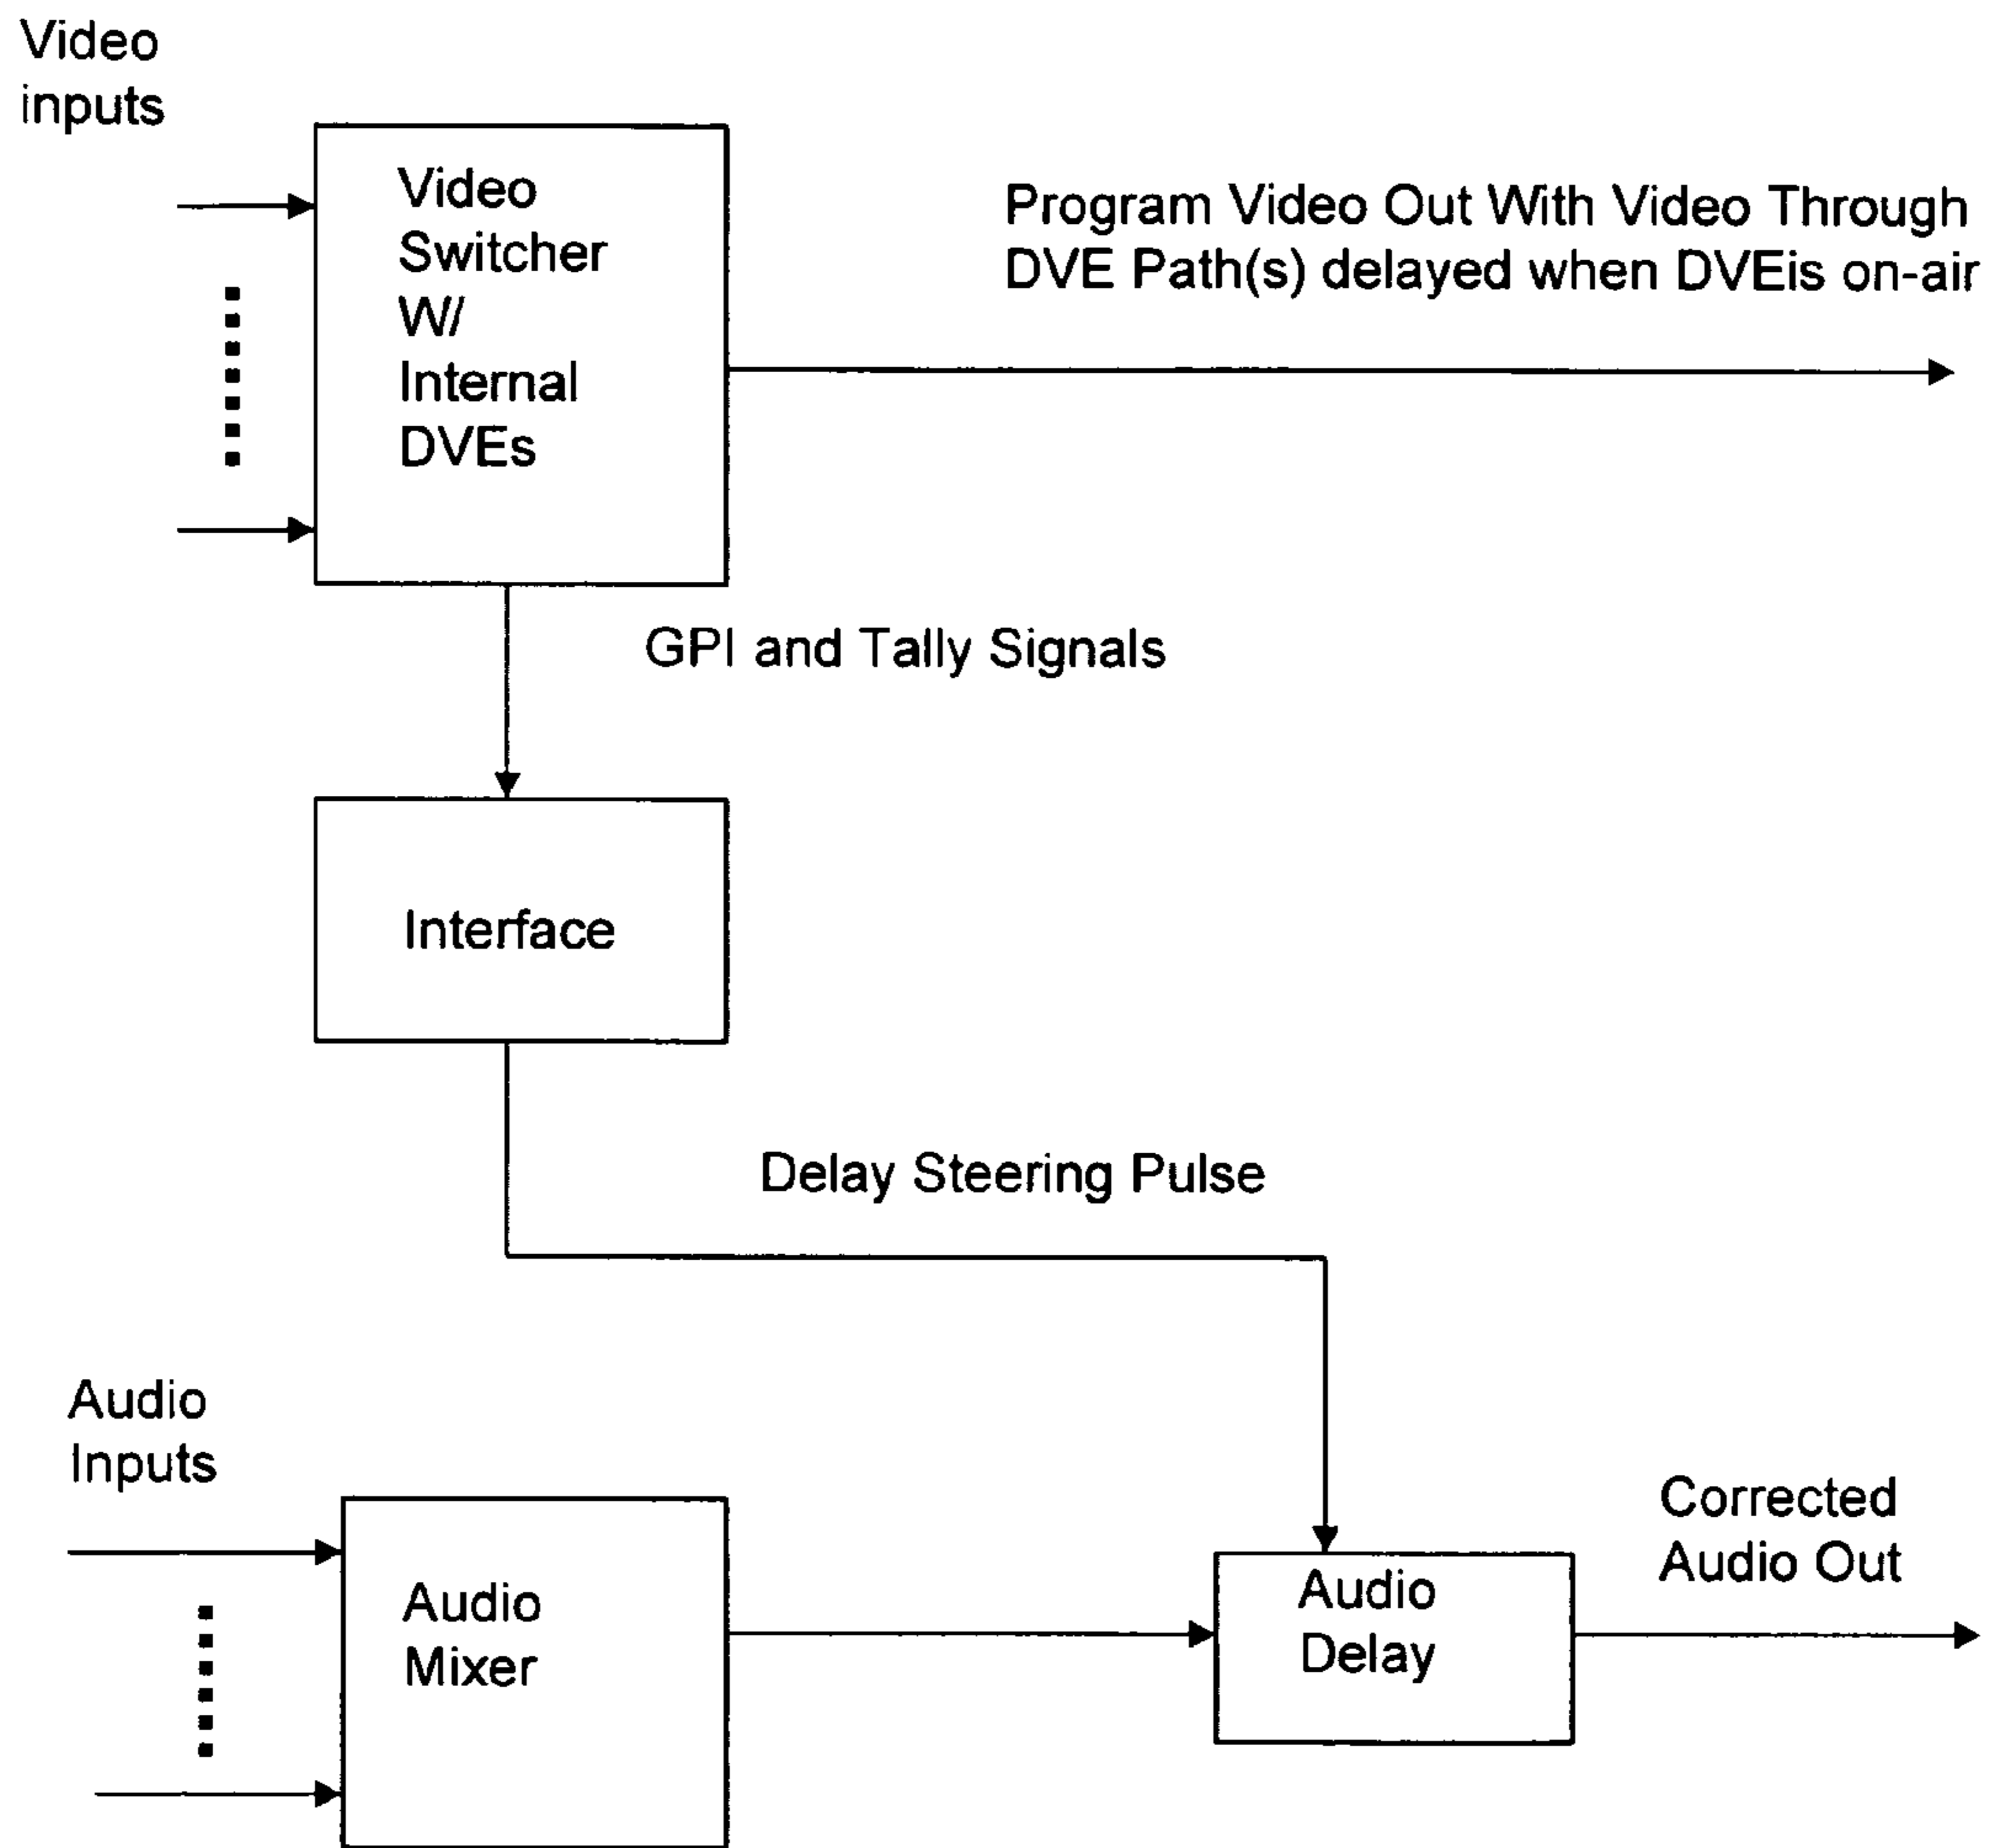 Video
inputs
Video
Switcher
W/
Internal
DVEs
Program Video Out With Video Through
DVE Path(s) delayed when DVEis on-air
GPI and Tally Signals
Interface
Delay Steering Pulse
Audio
Inputs
Audio
Mixer
Audio
Delay
Corrected
Audio Out